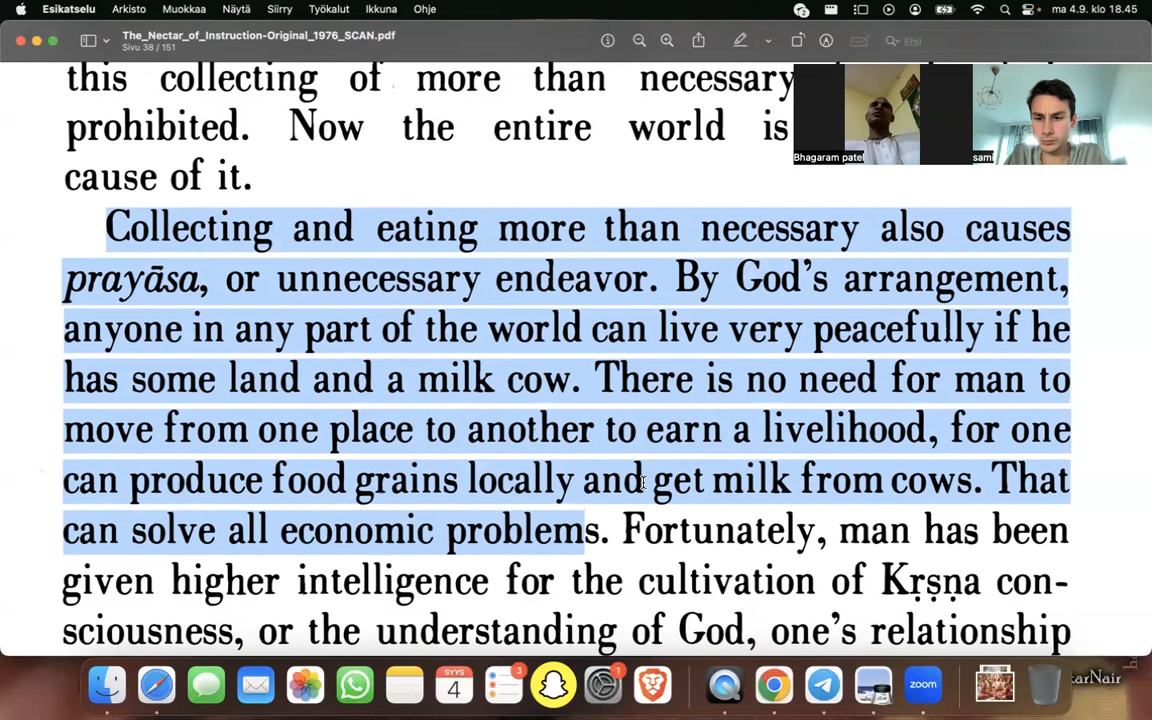 Esikatselu Arkisto Muokkaa Näytä Siirry Työkalut Ikkuna Ohje 2 ma 4.9. klo 18.45
The_Nectar_of_Instruction-Original_1976_SCAN.pdf
Sivu 38 / 151
Etsi
this collecting of more than necessary
prohibited. Now the entire world is
cause of it.
Bhagaram patel
sami
Collecting and eating more than necessary also causes
prayāsa, or unnecessary endeavor. By God's arrangement,
anyone in any part of the world can live very peacefully if he
has some land and a milk cow. There is no need for man to
move from one place to another to earn a livelihood, for one
can produce food grains locally and get milk from cows. That
can solve all economic problems. Fortunately, man has been
given higher intelligence for the cultivation of Kṛṣṇa con-
sciousness, or the understanding of God, one's relationship
SYYS
4
3
1
zoom
tarNair